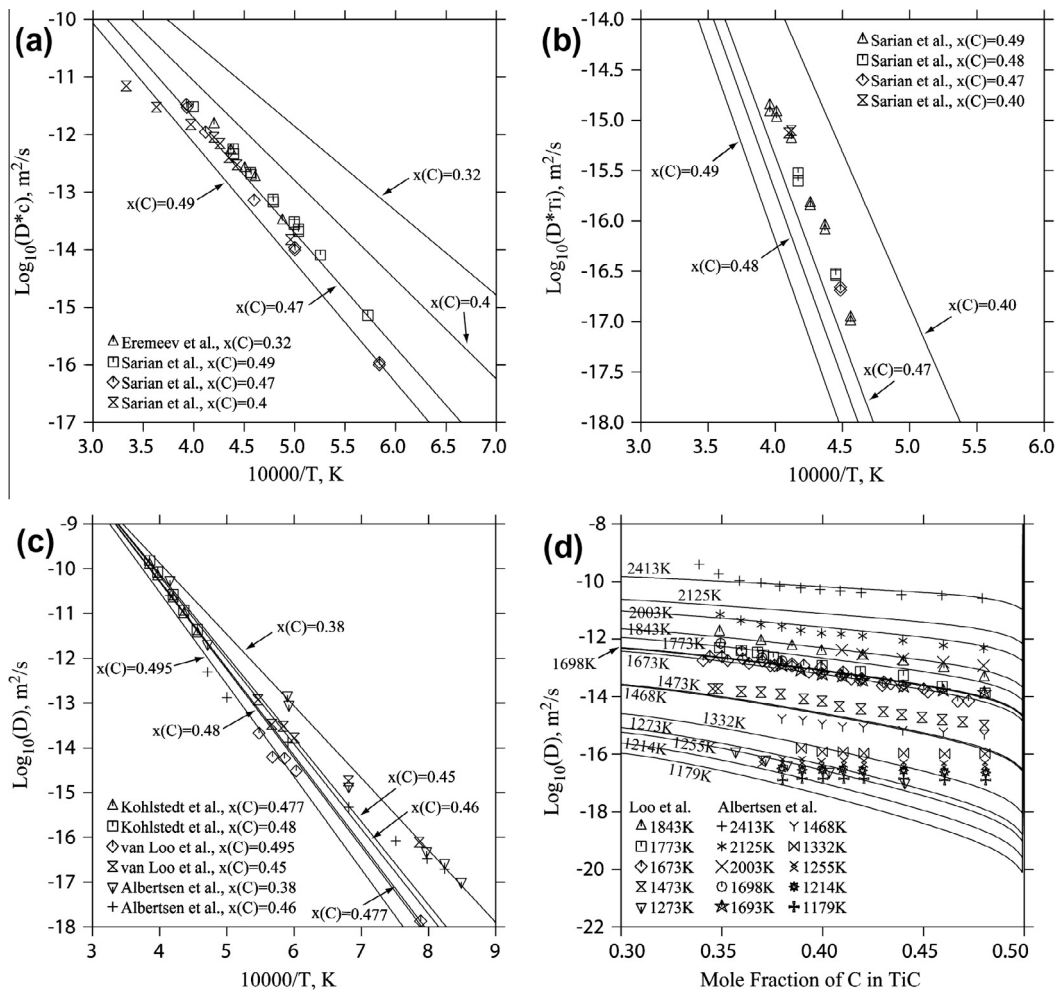 (a)
-10
-11
-12
-13
-14
-15
-16
-17
Log10(D*c), m2/s
x(C)=0.32
x(C)=0.49
x(C)=0.47
x(C)=0.4
Eremeev et al., x(C)=0.32
Sarian et al., x(C)=0.49
Sarian et al., x(C)=0.47
Sarian et al., x(C)=0.4
3.0 3.5 4.0 4.5 5.0 5.5 6.0 6.5 7.0
10000/T, K
(b)
-14.0
-14.5
-15.0
-15.5
-16.0
-16.5
-17.0
-17.5
-18.0
Log10(D*Ti), m2/s
Sarian et al., x(C)=0.49
Sarian et al., x(C)=0.48
Sarian et al., x(C)=0.47
Sarian et al., x(C)=0.40
x(C)=0.49
x(C)=0.48
x(C)=0.40
x(C)=0.47
3.0 3.5 4.0 4.5 5.0 5.5 6.0
10000/T, K
(c)
-9
-10
-11
-12
-13
-14
-15
-16
-17
-18
Log10(D), m2/s
x(C)=0.38
x(C)=0.495
x(C)=0.48
x(C)=0.45
x(C)=0.46
x(C)=0.477
Kohlstedt et al., x(C)=0.477
Kohlstedt et al., x(C)=0.48
van Loo et al., x(C)=0.495
van Loo et al., x(C)=0.45
Albertsen et al., x(C)=0.38
Albertsen et al., x(C)=0.46
3 4 5 6 7 8 9
10000/T, K
(d)
-8
-10
-12
-14
-16
-18
-20
-22
Log10(D), m2/s
2413K
2125K
2003K
1843K
1773K
1698K
1673K
1473K
1468K
1332K
1273K
1255K
1214K
1179K
Loo et al. Albertsen et al.
1843K 2413K 1468K
1773K 2125K 1332K
1673K 2003K 1255K
1473K 1698K 1214K
1273K 1693K 1179K
0.30 0.35 0.40 0.45 0.50
Mole Fraction of C in TiC